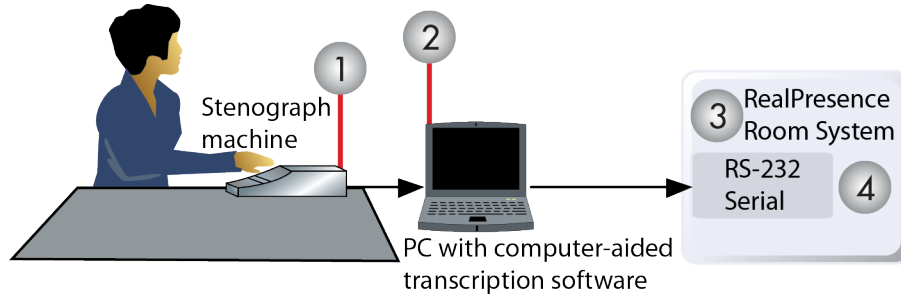 1
2
Stenograph
machine
3
RealPresence
Room System
RS-232
Serial
4
PC with computer-aided
transcription software